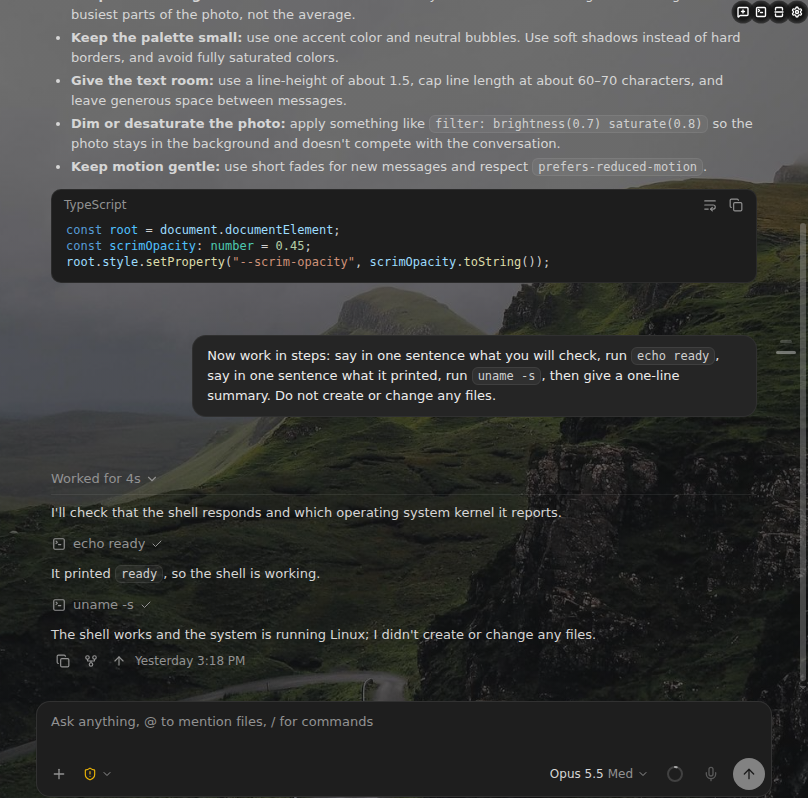 busiest parts of the photo, not the average.
• Keep the palette small: use one accent color and neutral bubbles. Use soft shadows instead of hard
borders, and avoid fully saturated colors.
• Give the text room: use a line-height of about 1.5, cap line length at about 60–70 characters, and
leave generous space between messages.
• Dim or desaturate the photo: apply something like filter: brightness(0.7) saturate(0.8) so the
photo stays in the background and doesn't compete with the conversation.
• Keep motion gentle: use short fades for new messages and respect prefers-reduced-motion.
TypeScript
const root = document.documentElement;
const scrimOpacity: number = 0.45;
root.style.setProperty("--scrim-opacity", scrimOpacity.toString());
Now work in steps: say in one sentence what you will check, run echo ready,
say in one sentence what it printed, run uname -s, then give a one-line
summary. Do not create or change any files.
Worked for 4s
I'll check that the shell responds and which operating system kernel it reports.
echo ready
It printed ready, so the shell is working.
uname -s
The shell works and the system is running Linux; I didn't create or change any files.
Yesterday 3:18 PM
Ask anything, @ to mention files, / for commands
Opus 5.5 Med